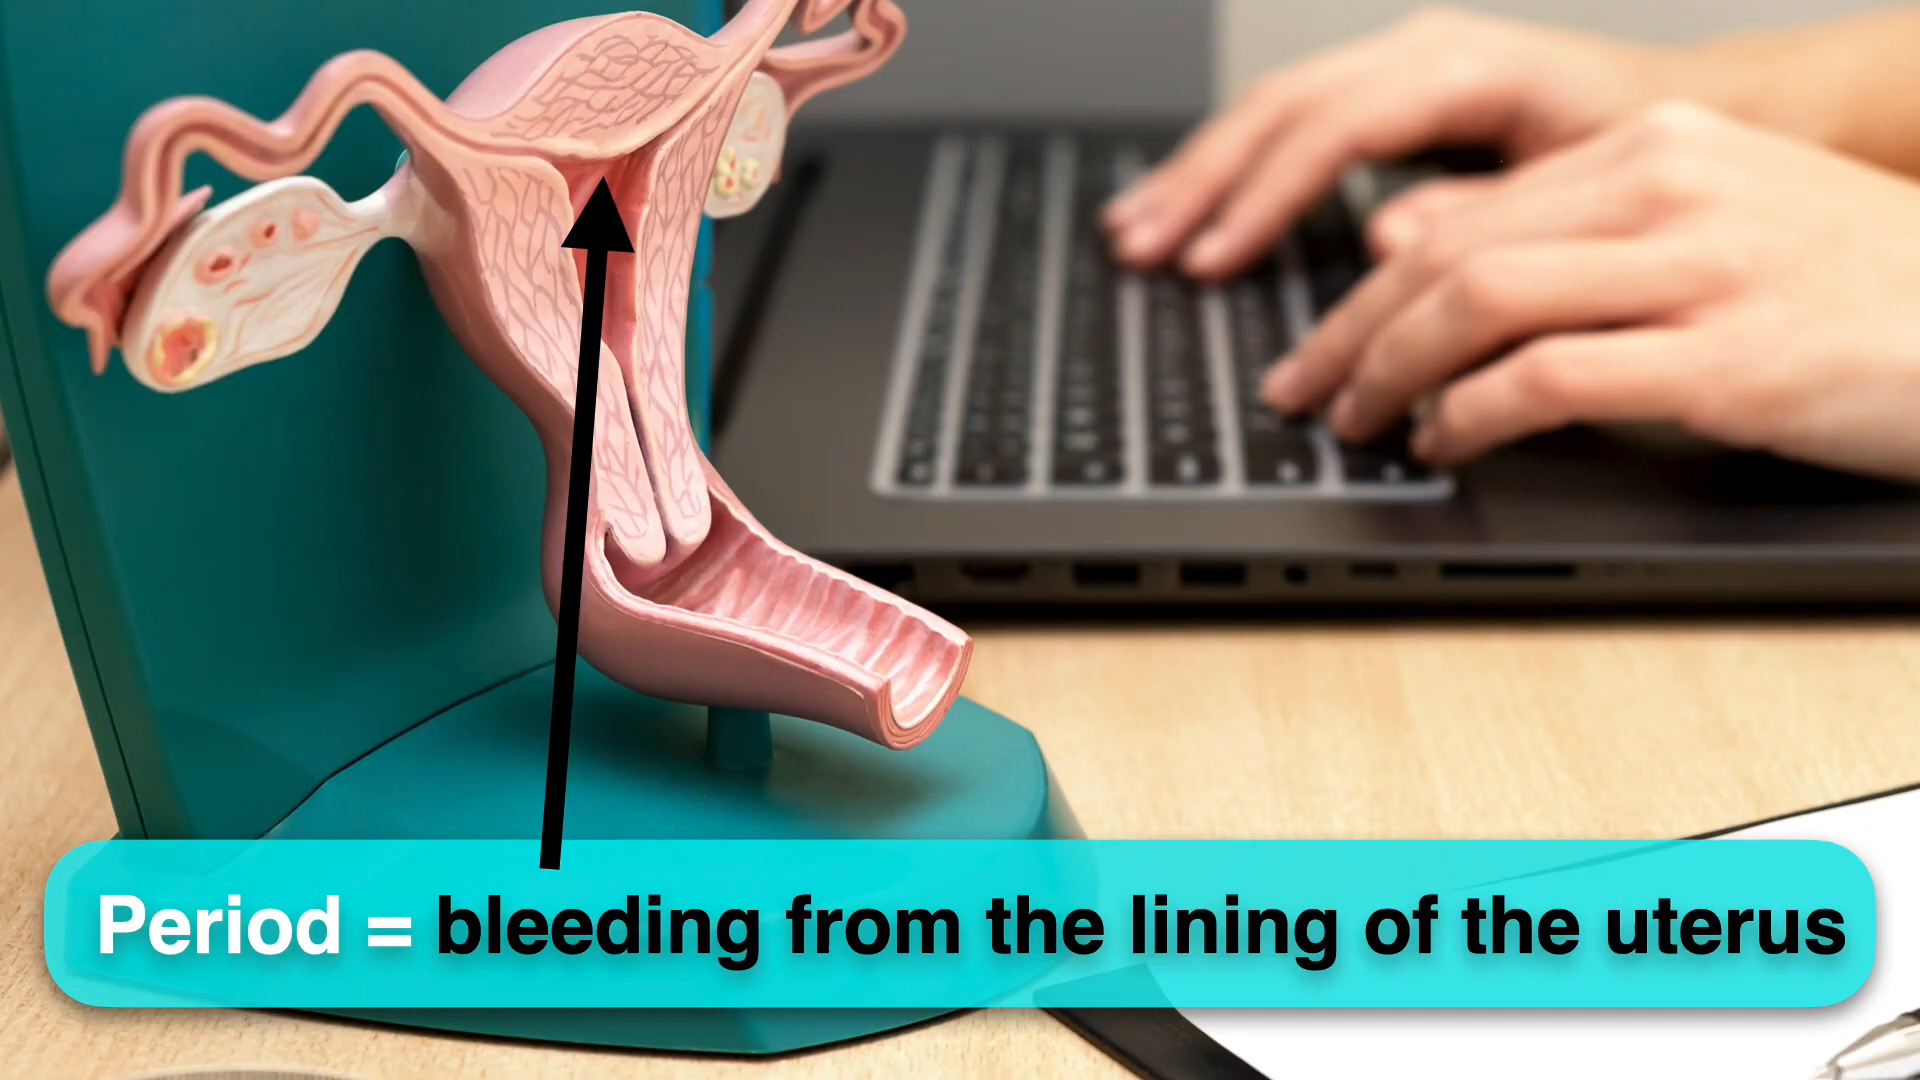 Period = bleeding from the lining of the uterus